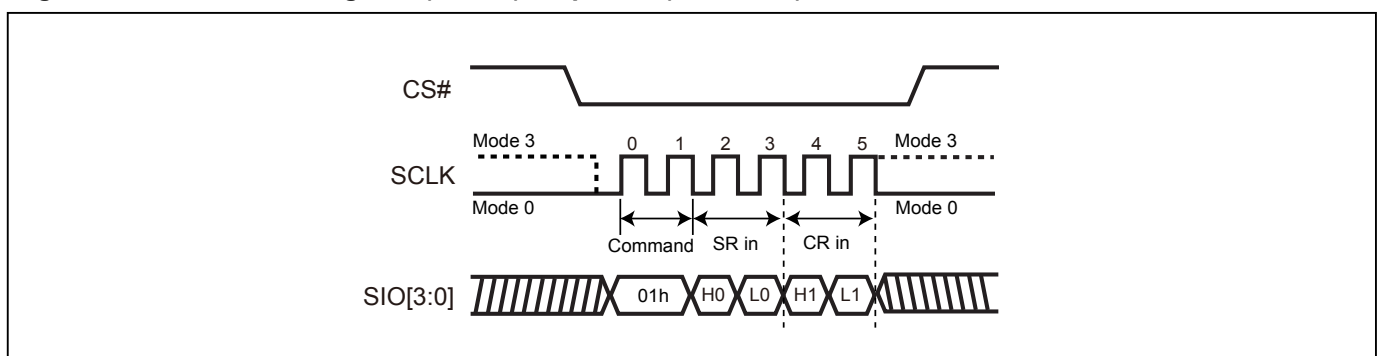 CS#
Mode 3 0 1 2 3 4 5 Mode 3
SCLK
Mode 0 Mode 0
Command SR in CR in
SIO[3:0] 01h H0 L0 H1 L1